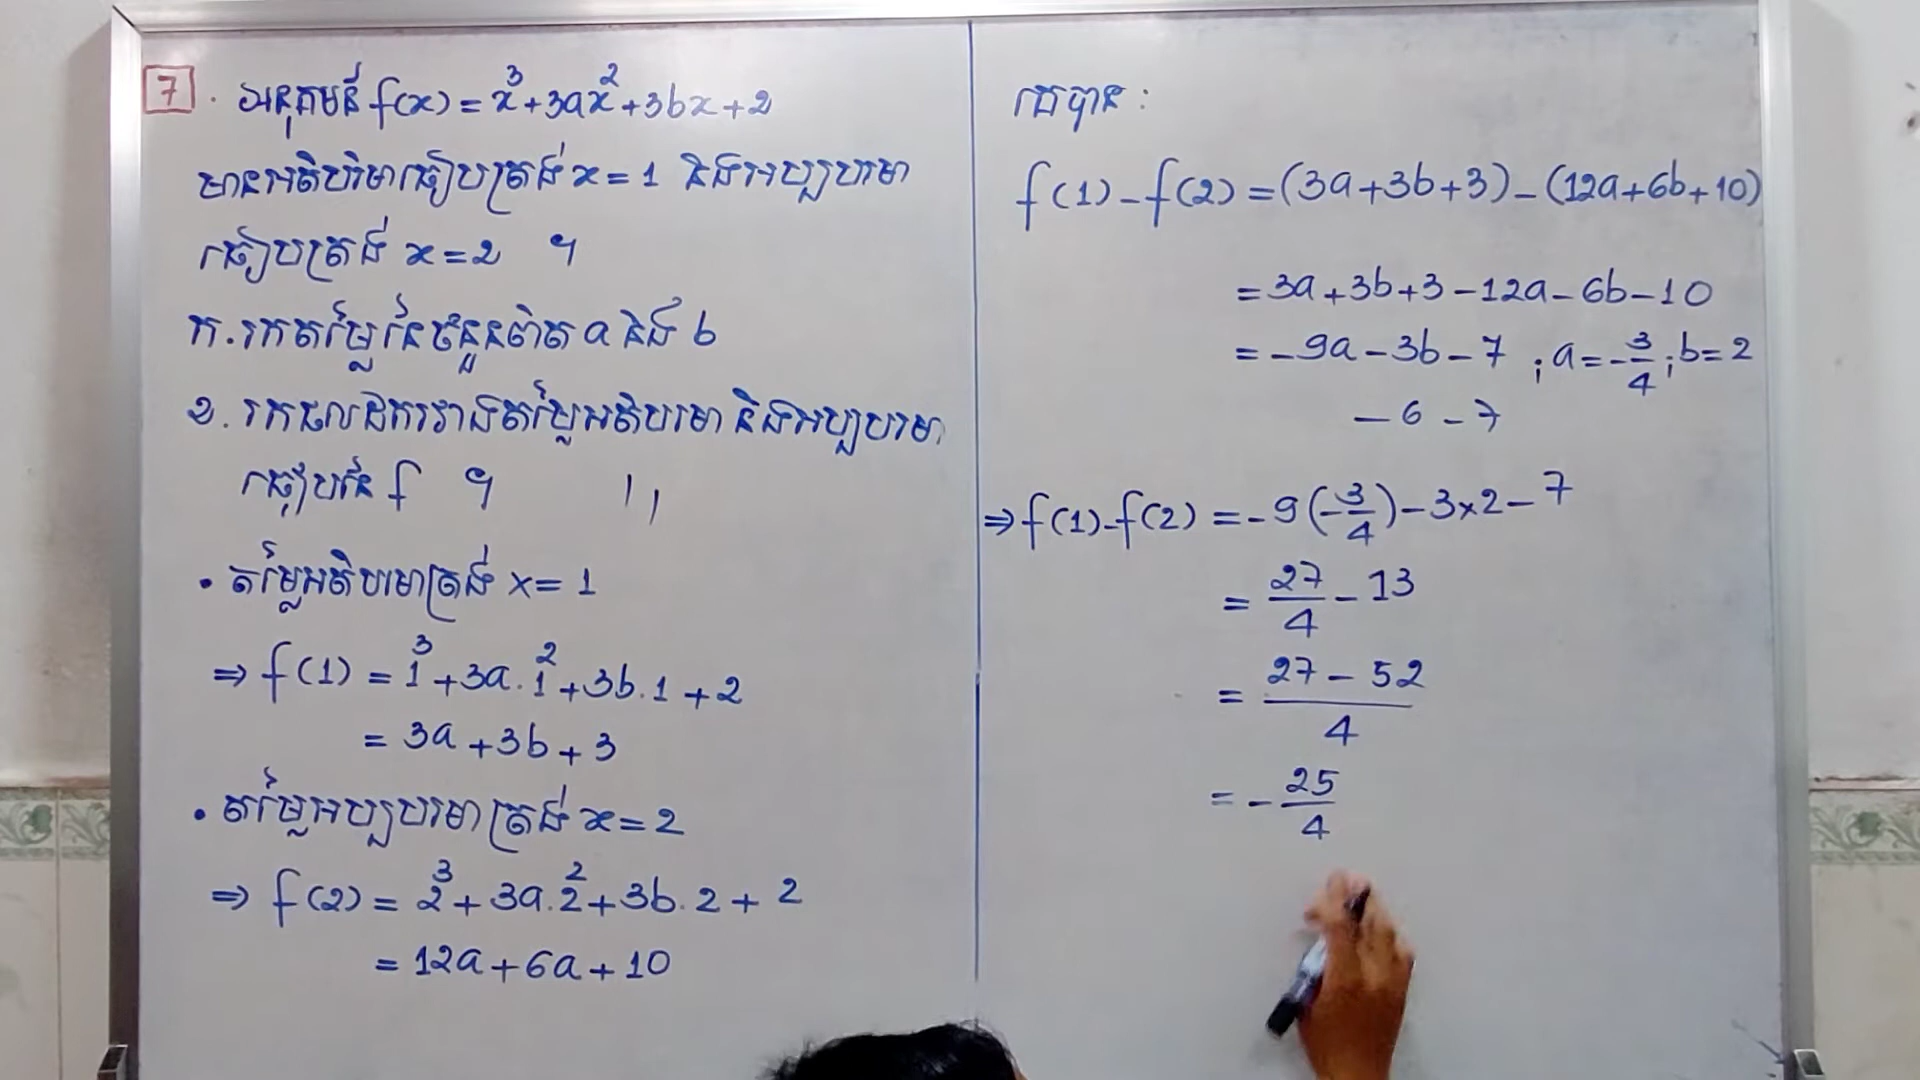 7. អនុគមន៍ f(x) = x³+3ax²+3bx+2
មានអតិបរិមាធៀបត្រង់ x=1 និងអប្បបរមា
ធៀបត្រង់ x=2 ។
ក. រកតម្លៃនៃចំនួនពិត a និង b
ខ. រកផលដករវាងតម្លៃអតិបរមា និងអប្បបរមា
ធៀបនៃ f ។
• តម្លៃអតិបរមាត្រង់ x=1
⇒ f(1) = 1³+3a.1²+3b.1+2
= 3a+3b+3
• តម្លៃអប្បបរមាត្រង់ x=2
⇒ f(2) = 2³+3a.2²+3b.2+2
= 12a+6a+10
គេបាន :
f(1)-f(2) = (3a+3b+3)-(12a+6b+10)
= 3a+3b+3-12a-6b-10
= -9a-3b-7 ; a=-3/4 ; b=2
-6-7
⇒ f(1)-f(2) = -9(-3/4)-3×2-7
= 27/4 - 13
= (27-52)/4
= -25/4